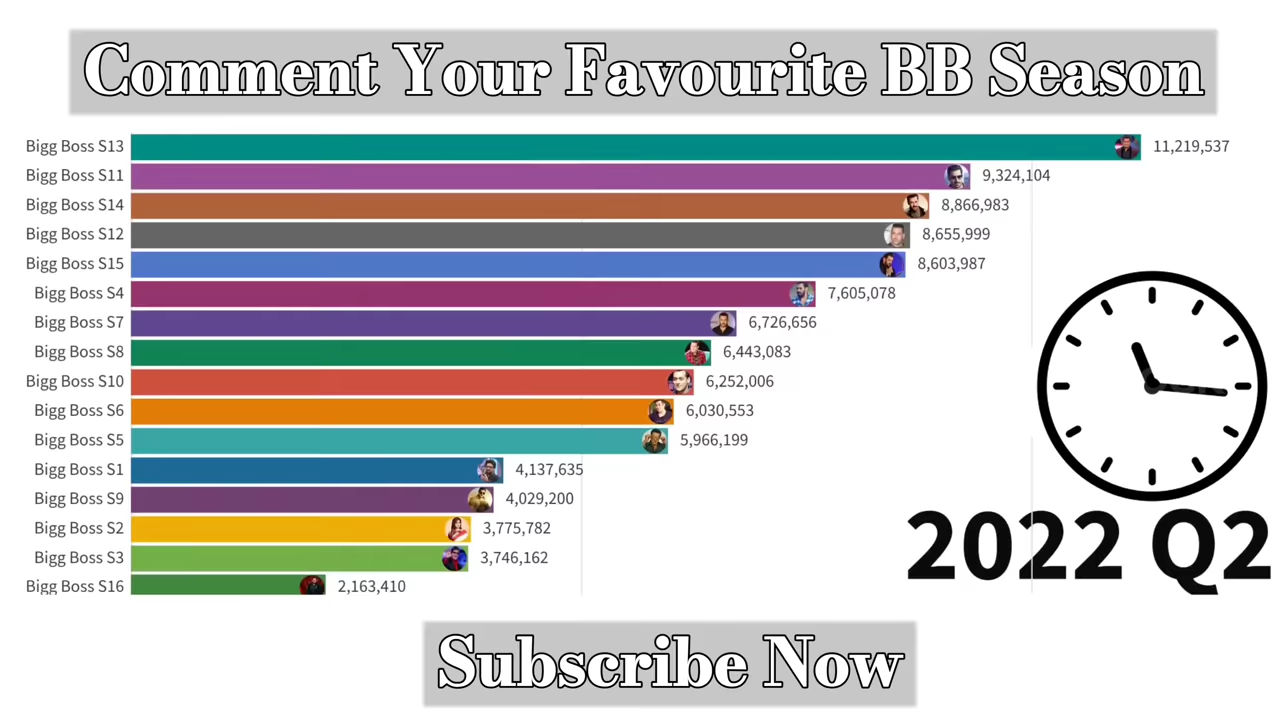 Comment Your Favourite BB Season
Bigg Boss S13 11,219,537
Bigg Boss S11 9,324,104
Bigg Boss S14 8,866,983
Bigg Boss S12 8,655,999
Bigg Boss S15 8,603,987
Bigg Boss S4 7,605,078
Bigg Boss S7 6,726,656
Bigg Boss S8 6,443,083
Bigg Boss S10 6,252,006
Bigg Boss S6 6,030,553
Bigg Boss S5 5,966,199
Bigg Boss S1 4,137,635
Bigg Boss S9 4,029,200
Bigg Boss S2 3,775,782
Bigg Boss S3 3,746,162
Bigg Boss S16 2,163,410
2022 Q2
Subscribe Now